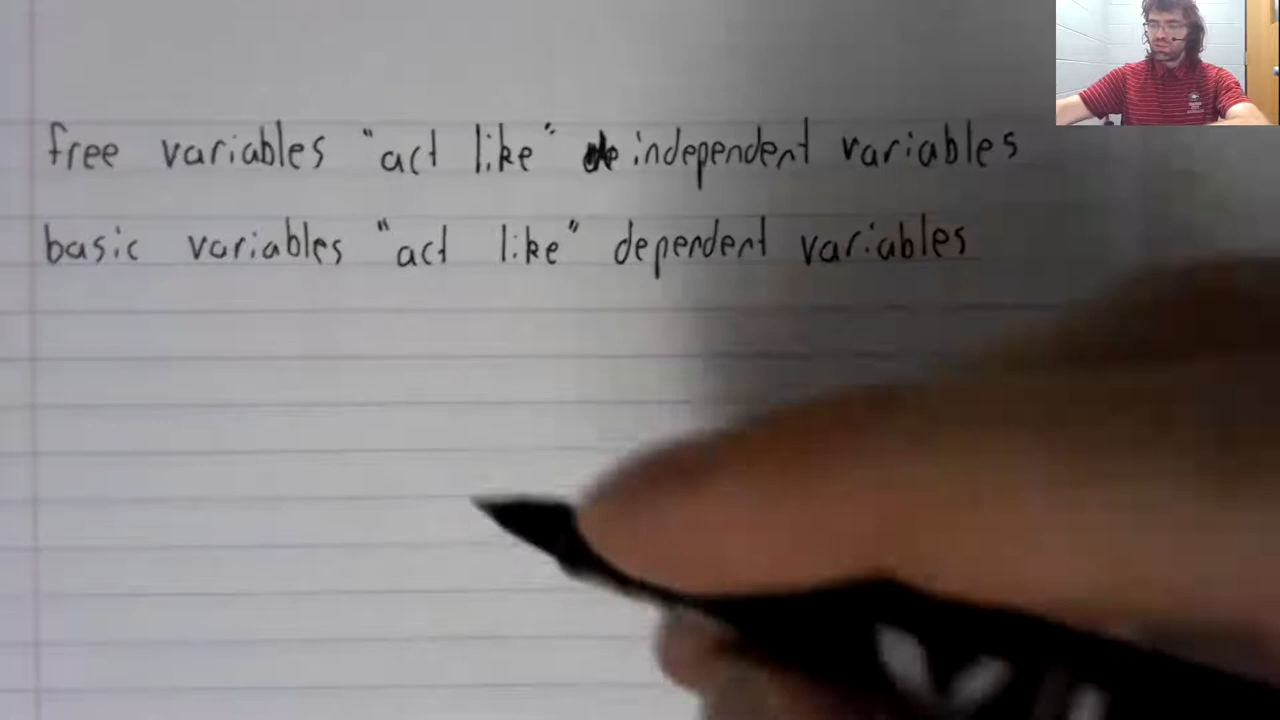 free variables "act like" independent variables
basic variables "act like" dependent variables